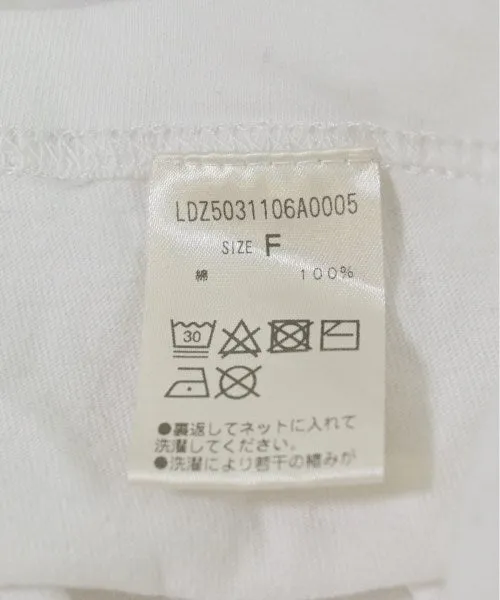 LDZ5031106A0005
SIZE F
綿 100%
30
●裏返してネットに入れて
洗濯してください。
●洗濯により若干の縮みが